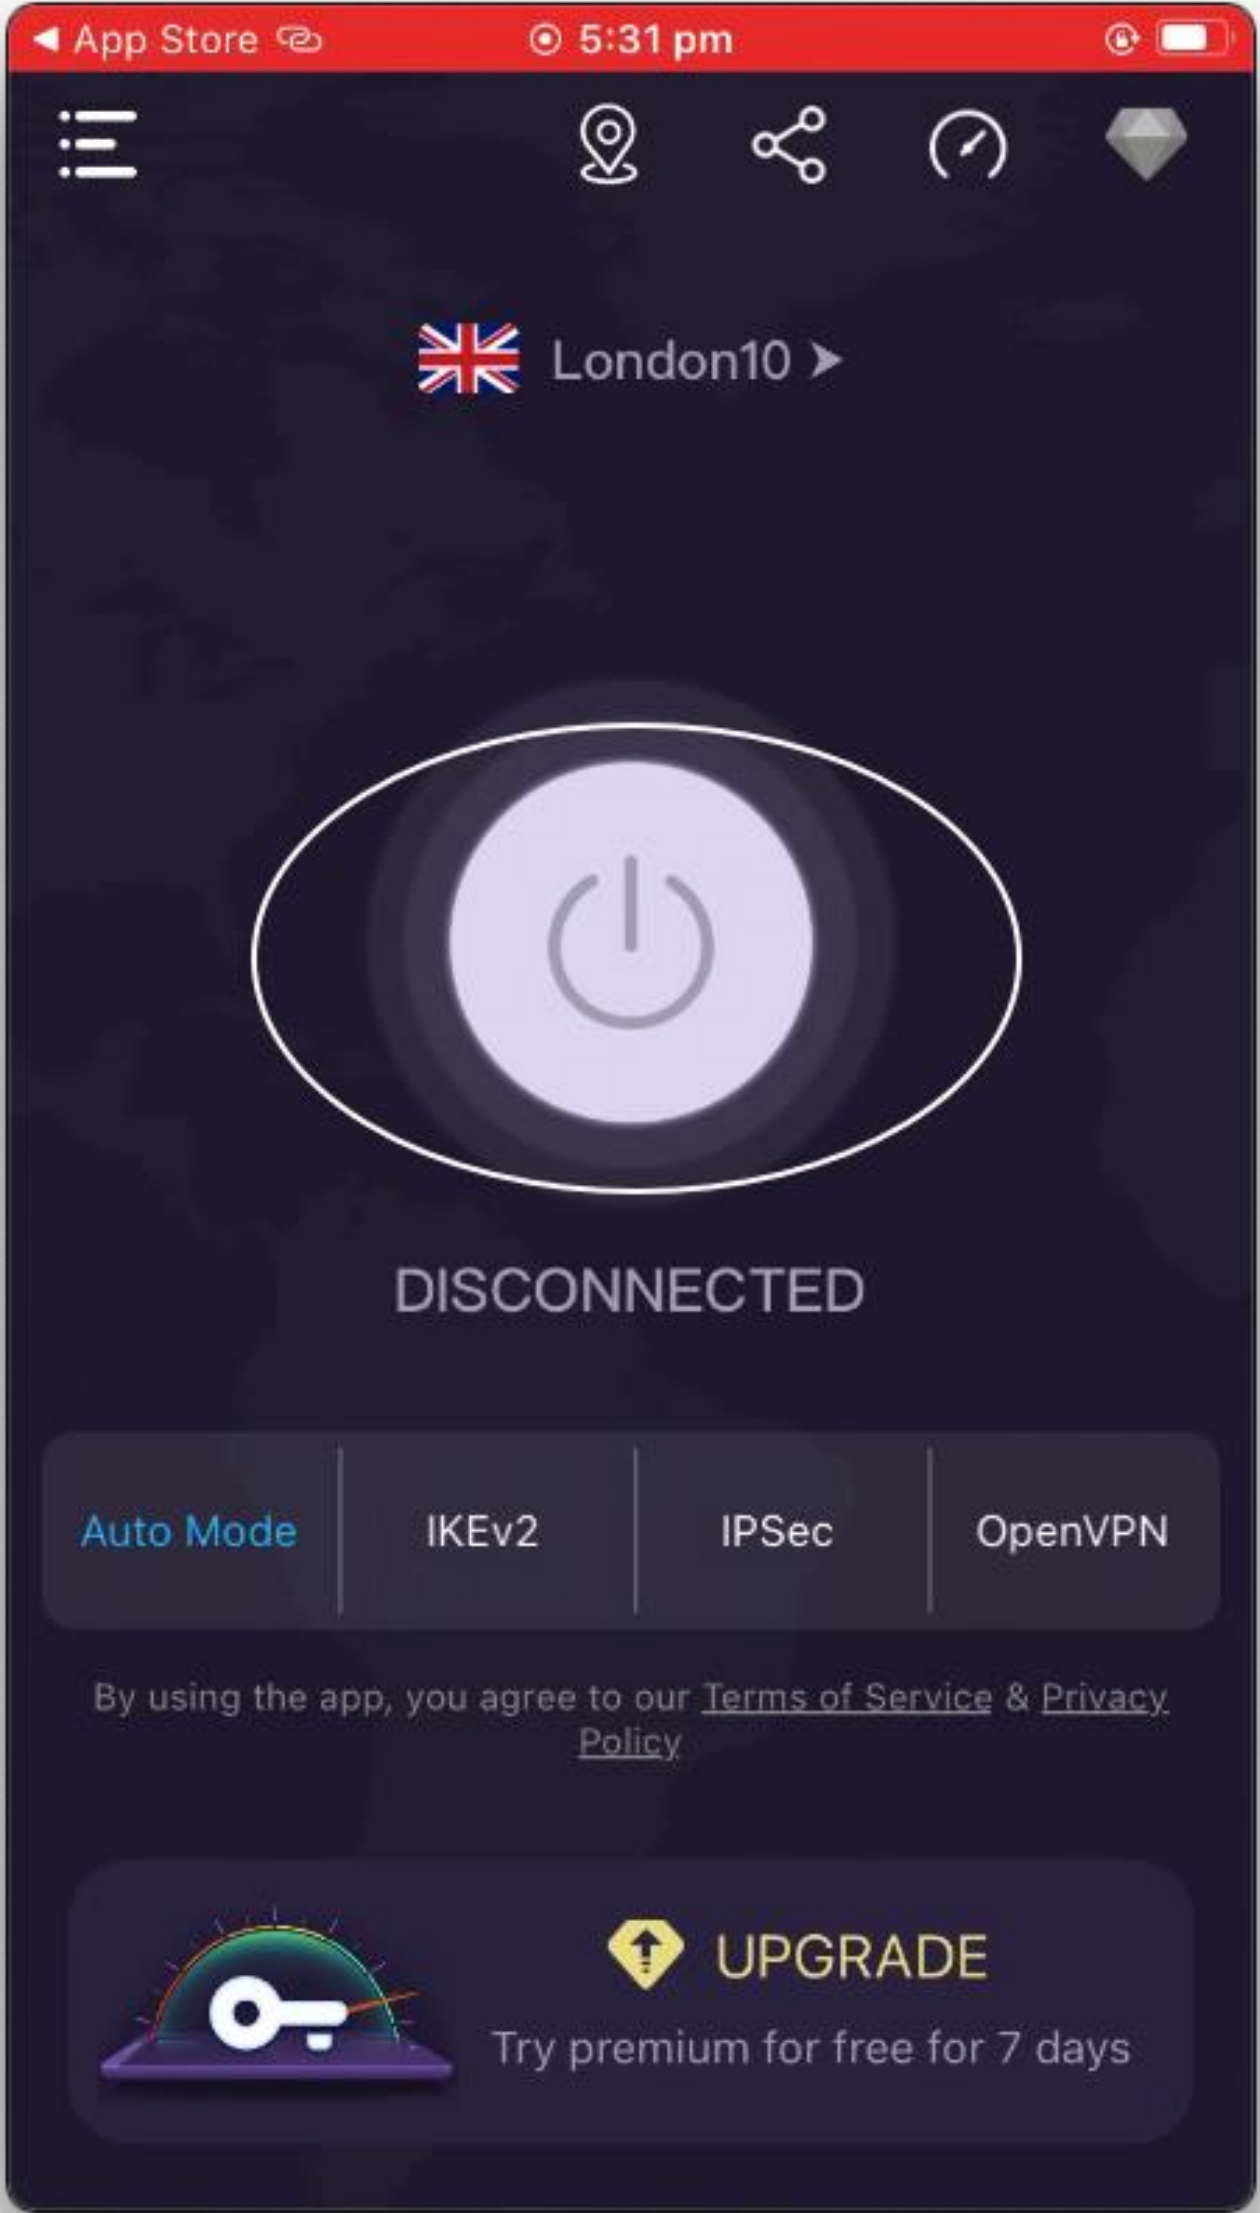 App Store
5:31 pm
London10
DISCONNECTED
Auto Mode
IKEv2
IPSec
OpenVPN
By using the app, you agree to our Terms of Service & Privacy
Policy
UPGRADE
Try premium for free for 7 days